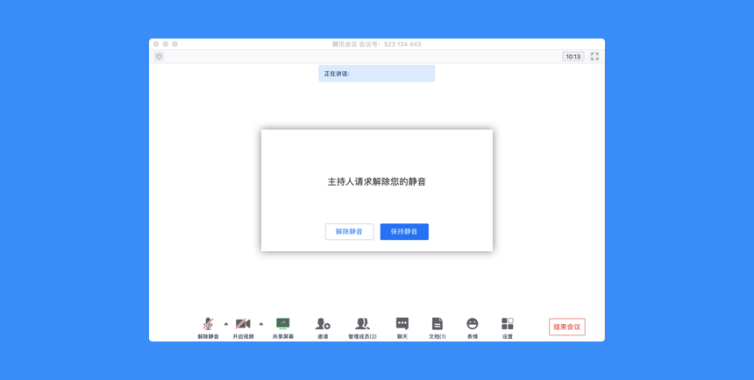 腾讯会议 会议号：523 134 443
10:13
正在讲话:
主持人请求解除您的静音
解除静音
保持静音
解除静音
开启视频
共享屏幕
邀请
管理成员(2)
聊天
文档(1)
表情
设置
结束会议